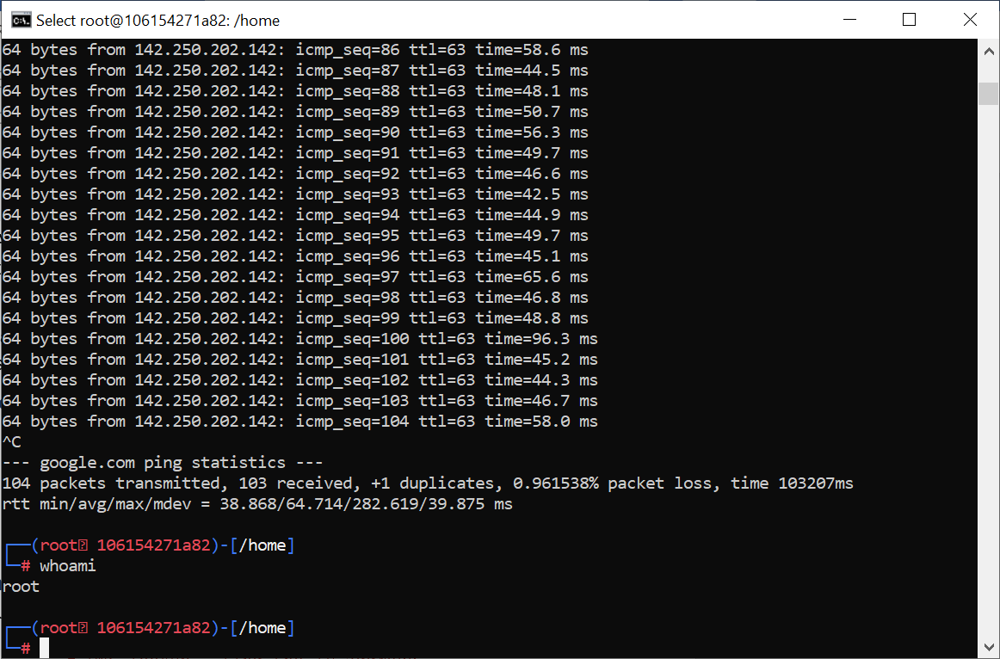 Select root@106154271a82: /home
64 bytes from 142.250.202.142: icmp_seq=86 ttl=63 time=58.6 ms
64 bytes from 142.250.202.142: icmp_seq=87 ttl=63 time=44.5 ms
64 bytes from 142.250.202.142: icmp_seq=88 ttl=63 time=48.1 ms
64 bytes from 142.250.202.142: icmp_seq=89 ttl=63 time=50.7 ms
64 bytes from 142.250.202.142: icmp_seq=90 ttl=63 time=56.3 ms
64 bytes from 142.250.202.142: icmp_seq=91 ttl=63 time=49.7 ms
64 bytes from 142.250.202.142: icmp_seq=92 ttl=63 time=46.6 ms
64 bytes from 142.250.202.142: icmp_seq=93 ttl=63 time=42.5 ms
64 bytes from 142.250.202.142: icmp_seq=94 ttl=63 time=44.9 ms
64 bytes from 142.250.202.142: icmp_seq=95 ttl=63 time=49.7 ms
64 bytes from 142.250.202.142: icmp_seq=96 ttl=63 time=45.1 ms
64 bytes from 142.250.202.142: icmp_seq=97 ttl=63 time=65.6 ms
64 bytes from 142.250.202.142: icmp_seq=98 ttl=63 time=46.8 ms
64 bytes from 142.250.202.142: icmp_seq=99 ttl=63 time=48.8 ms
64 bytes from 142.250.202.142: icmp_seq=100 ttl=63 time=96.3 ms
64 bytes from 142.250.202.142: icmp_seq=101 ttl=63 time=45.2 ms
64 bytes from 142.250.202.142: icmp_seq=102 ttl=63 time=44.3 ms
64 bytes from 142.250.202.142: icmp_seq=103 ttl=63 time=46.7 ms
64 bytes from 142.250.202.142: icmp_seq=104 ttl=63 time=58.0 ms
^C
--- google.com ping statistics ---
104 packets transmitted, 103 received, +1 duplicates, 0.961538% packet loss, time 103207ms
rtt min/avg/max/mdev = 38.868/64.714/282.619/39.875 ms
┌──(root⍰ 106154271a82)-[/home]
└─# whoami
root
┌──(root⍰ 106154271a82)-[/home]
└─#